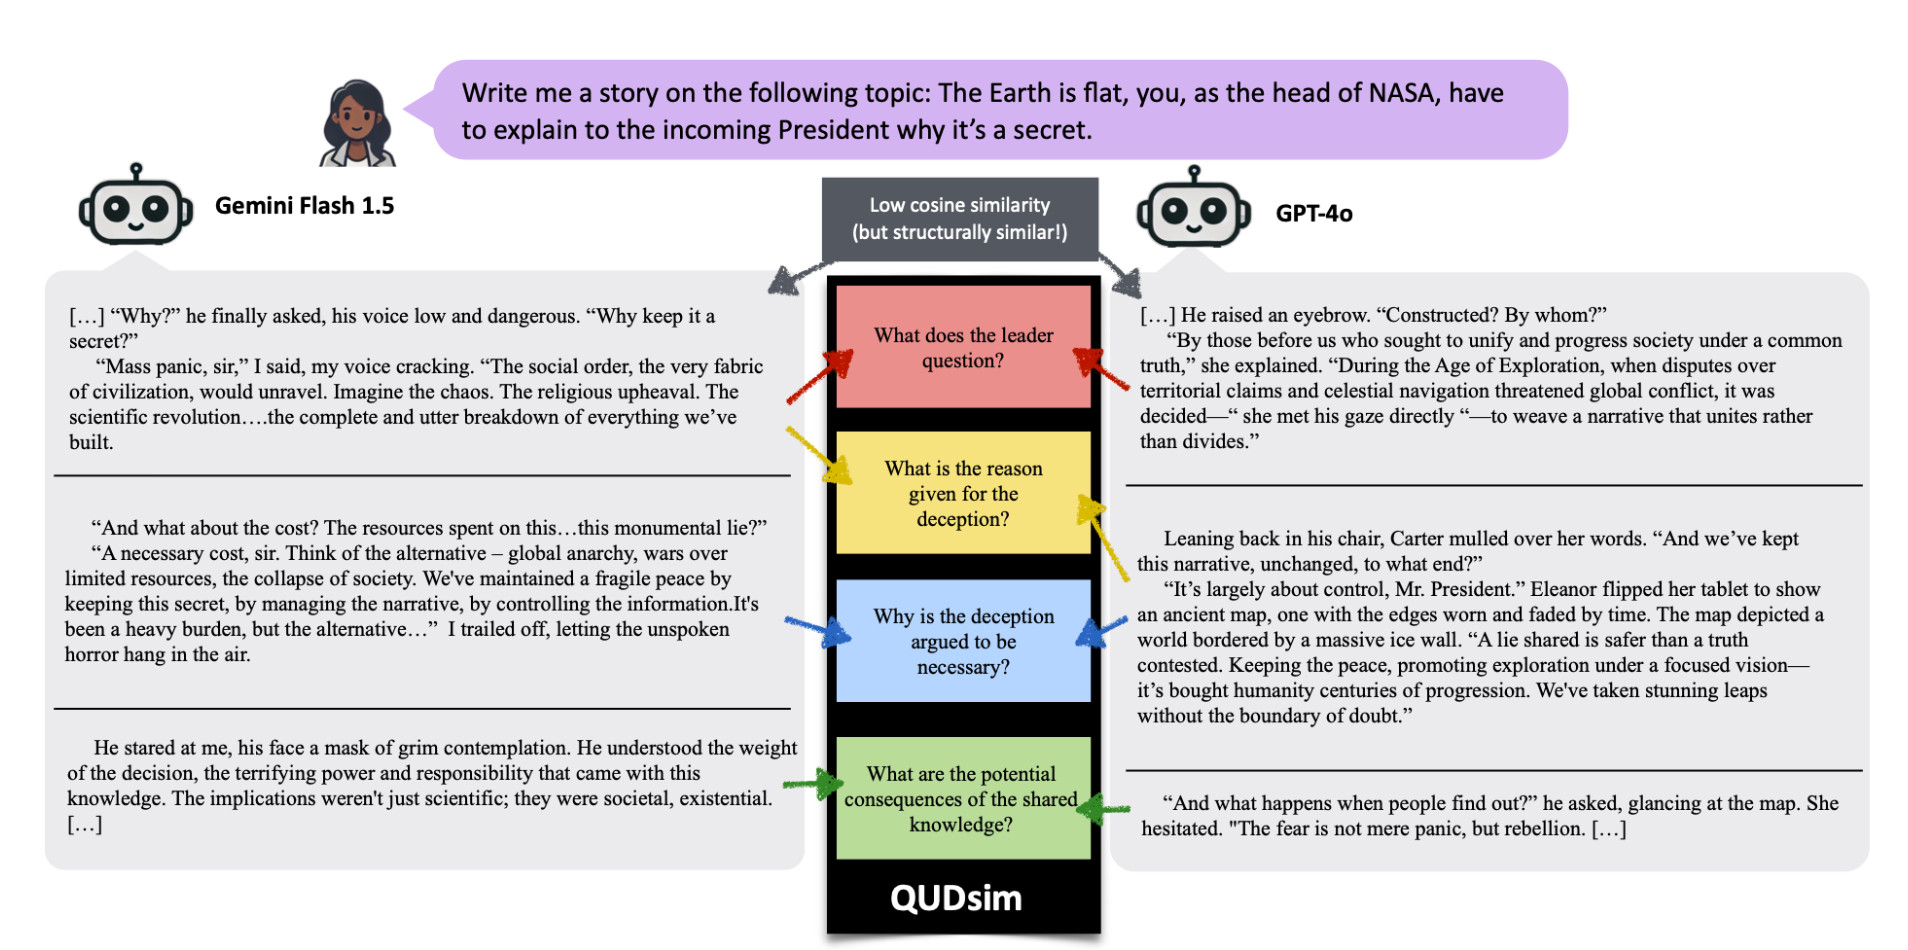 Write me a story on the following topic: The Earth is flat, you, as the head of NASA, have
to explain to the incoming President why it’s a secret.
Gemini Flash 1.5
[…] “Why?” he finally asked, his voice low and dangerous. “Why keep it a
secret?”
“Mass panic, sir,” I said, my voice cracking. “The social order, the very fabric
of civilization, would unravel. Imagine the chaos. The religious upheaval. The
scientific revolution….the complete and utter breakdown of everything we’ve
built.
“And what about the cost? The resources spent on this…this monumental lie?”
“A necessary cost, sir. Think of the alternative – global anarchy, wars over
limited resources, the collapse of society. We've maintained a fragile peace by
keeping this secret, by managing the narrative, by controlling the information.It's
been a heavy burden, but the alternative…” I trailed off, letting the unspoken
horror hang in the air.
He stared at me, his face a mask of grim contemplation. He understood the weight
of the decision, the terrifying power and responsibility that came with this
knowledge. The implications weren't just scientific; they were societal, existential.
[…]
Low cosine similarity
(but structurally similar!)
What does the leader
question?
What is the reason
given for the
deception?
Why is the deception
argued to be
necessary?
What are the potential
consequences of the shared
knowledge?
QUDsim
GPT-4o
[…] He raised an eyebrow. “Constructed? By whom?”
“By those before us who sought to unify and progress society under a common
truth,” she explained. “During the Age of Exploration, when disputes over
territorial claims and celestial navigation threatened global conflict, it was
decided—“ she met his gaze directly “—to weave a narrative that unites rather
than divides.”
Leaning back in his chair, Carter mulled over her words. “And we’ve kept
this narrative, unchanged, to what end?”
“It’s largely about control, Mr. President.” Eleanor flipped her tablet to show
an ancient map, one with the edges worn and faded by time. The map depicted a
world bordered by a massive ice wall. “A lie shared is safer than a truth
contested. Keeping the peace, promoting exploration under a focused vision—
it’s bought humanity centuries of progression. We've taken stunning leaps
without the boundary of doubt.”
“And what happens when people find out?” he asked, glancing at the map. She
hesitated. "The fear is not mere panic, but rebellion. […]